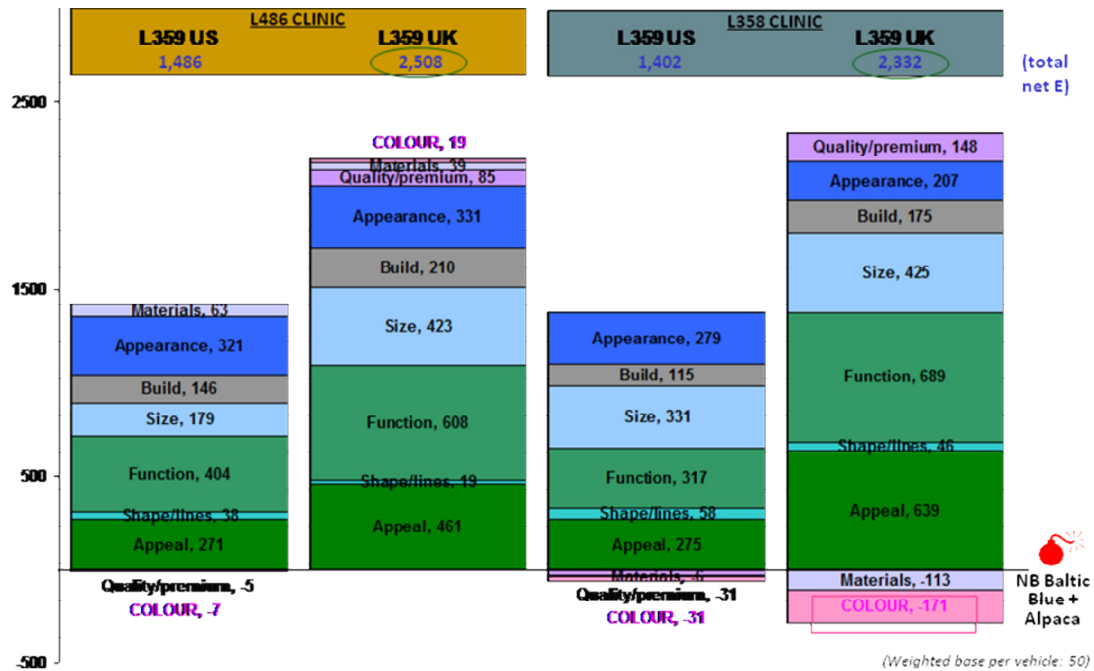 L486 CLINIC
L359 US
1,486
L359 UK
2,508
L358 CLINIC
L359 US
1,402
L359 UK
2,332
(total
net E)
2500
1500
500
-500
Materials, 63
Appearance, 321
Build, 146
Size, 179
Function, 404
Shape/lines, 38
Appeal, 271
Quality/premium, -5
COLOUR, -7
COLOUR, 19
Materials, 39
Quality/premium, 85
Appearance, 331
Build, 210
Size, 423
Function, 608
Shape/lines, 19
Appeal, 461
Appearance, 279
Build, 115
Size, 331
Function, 317
Shape/lines, 58
Appeal, 275
Materials, -6
Quality/premium, -31
COLOUR, -31
Quality/premium, 148
Appearance, 207
Build, 175
Size, 425
Function, 689
Shape/lines, 46
Appeal, 639
Materials, -113
COLOUR, -171
NB Baltic
Blue +
Alpaca
(Weighted base per vehicle: 50)